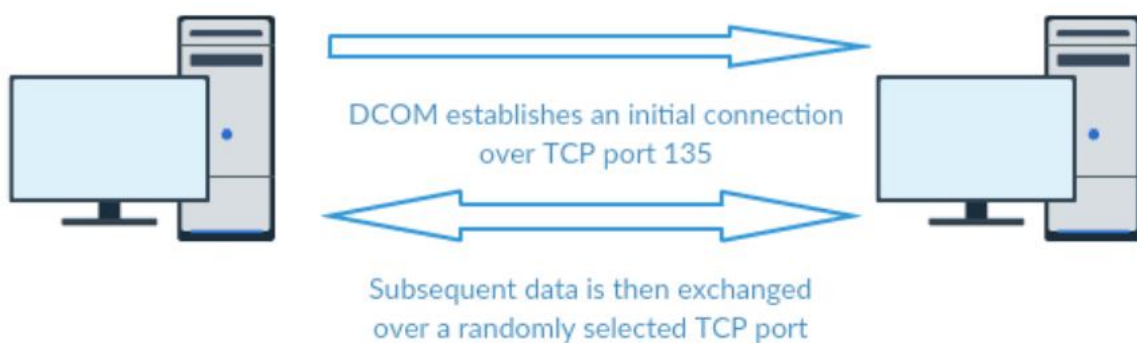 DCOM establishes an initial connection
over TCP port 135
Subsequent data is then exchanged
over a randomly selected TCP port